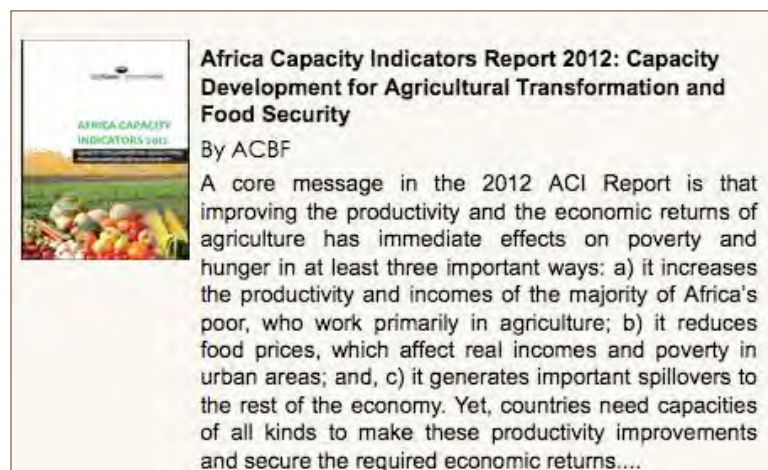 AFRICA CAPACITY
INDICATORS 2012
Africa Capacity Indicators Report 2012: Capacity
Development for Agricultural Transformation and
Food Security
By ACBF
A core message in the 2012 ACI Report is that
improving the productivity and the economic returns of
agriculture has immediate effects on poverty and
hunger in at least three important ways: a) it increases
the productivity and incomes of the majority of Africa's
poor, who work primarily in agriculture; b) it reduces
food prices, which affect real incomes and poverty in
urban areas; and, c) it generates important spillovers to
the rest of the economy. Yet, countries need capacities
of all kinds to make these productivity improvements
and secure the required economic returns....